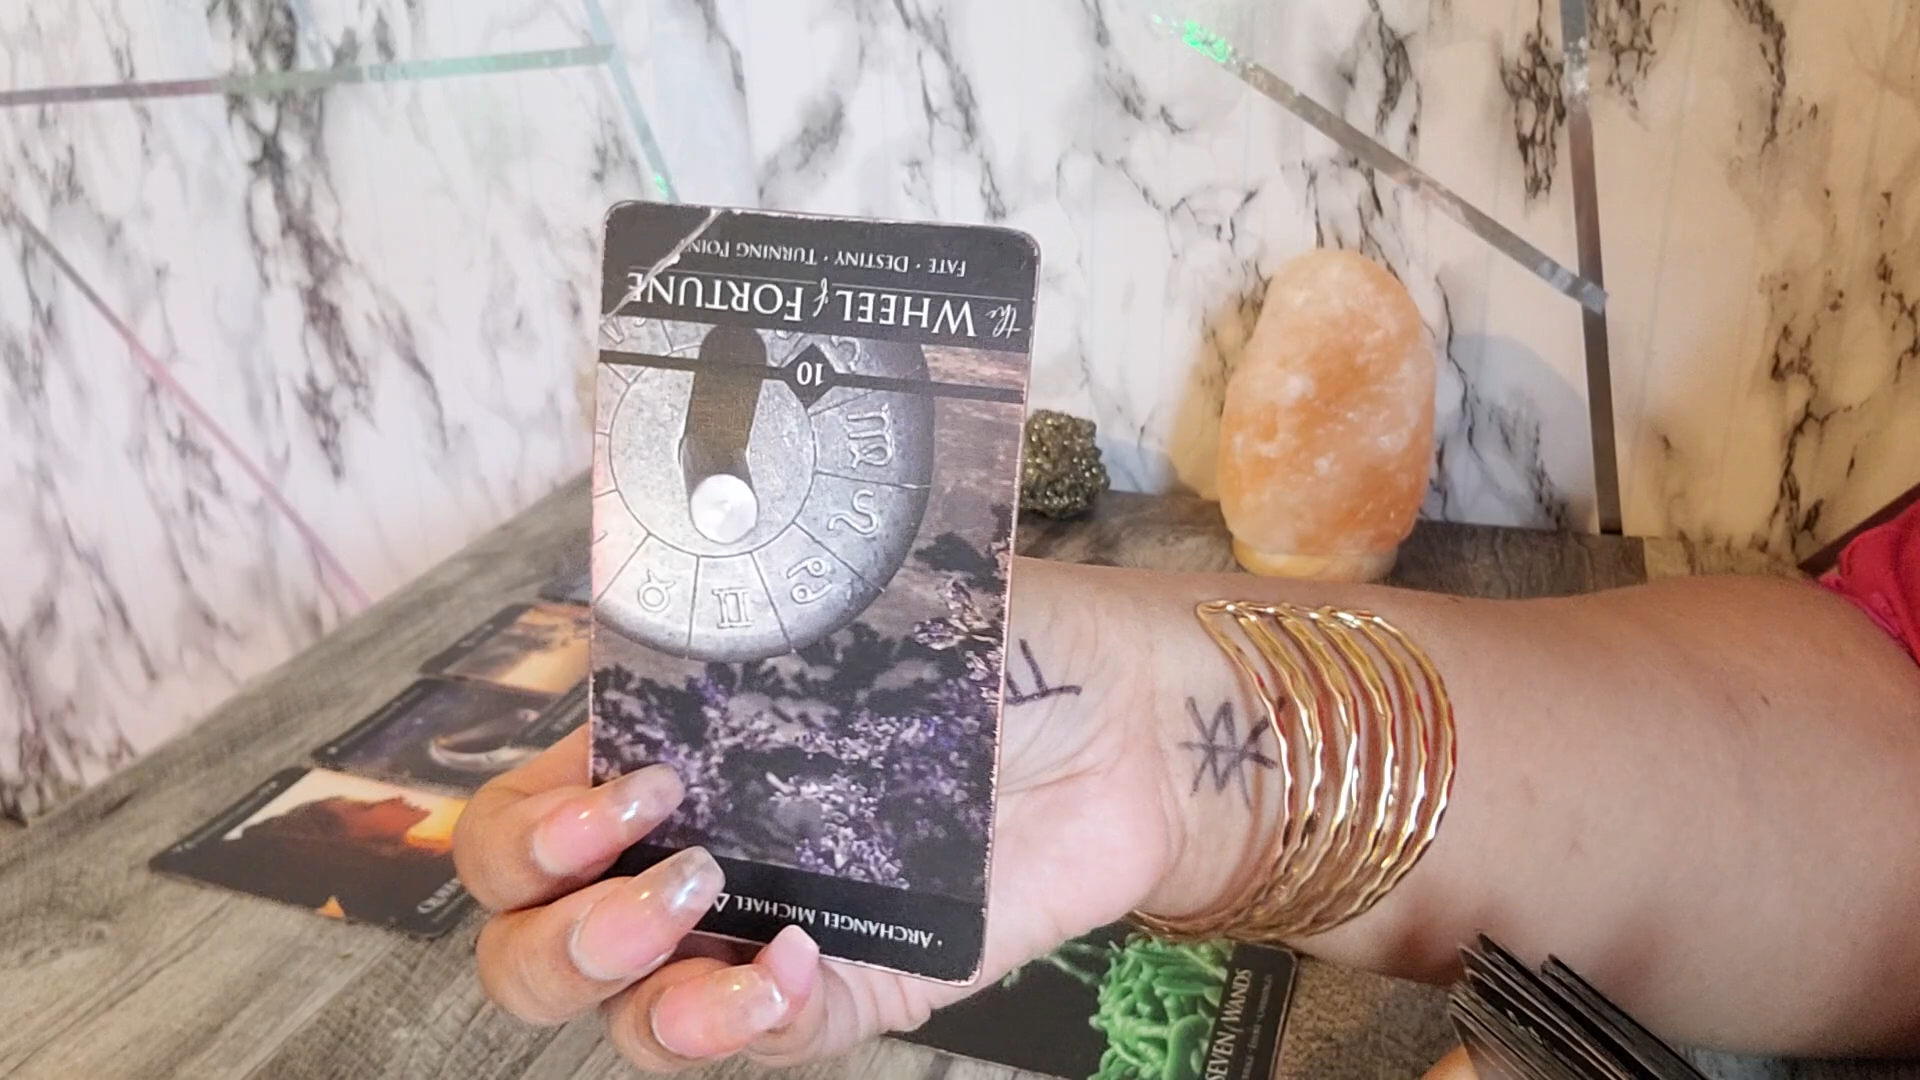 FATE • DESTINY • TURNING POINT
the WHEEL of FORTUNE
10
• ARCHANGEL MICHAEL
SEVEN / WANDS